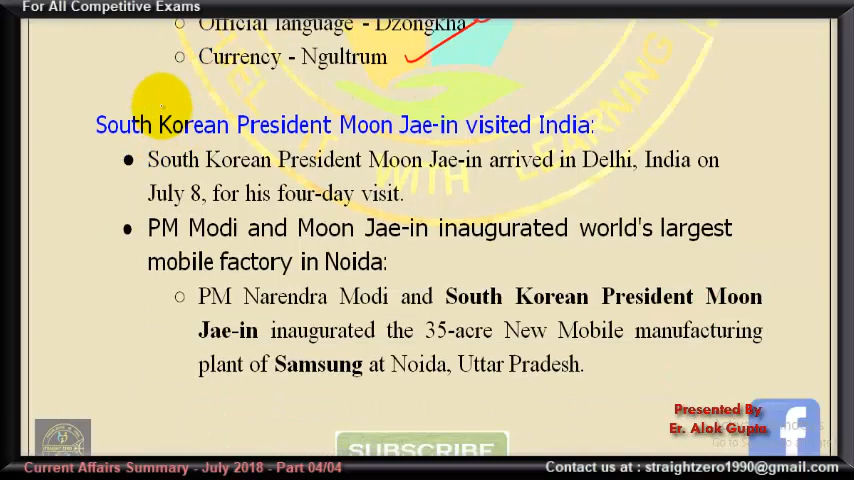 For All Competitive Exams
○ Official language - Dzongkha
○ Currency - Ngultrum
South Korean President Moon Jae-in visited India:
● South Korean President Moon Jae-in arrived in Delhi, India on
July 8, for his four-day visit.
● PM Modi and Moon Jae-in inaugurated world's largest
mobile factory in Noida:
○ PM Narendra Modi and South Korean President Moon
Jae-in inaugurated the 35-acre New Mobile manufacturing
plant of Samsung at Noida, Uttar Pradesh.
WITH LEARNING
Presented By
Er. Alok Gupta
SUBSCRIBE
Current Affairs Summary - July 2018 - Part 04/04
Contact us at : straightzero1990@gmail.com